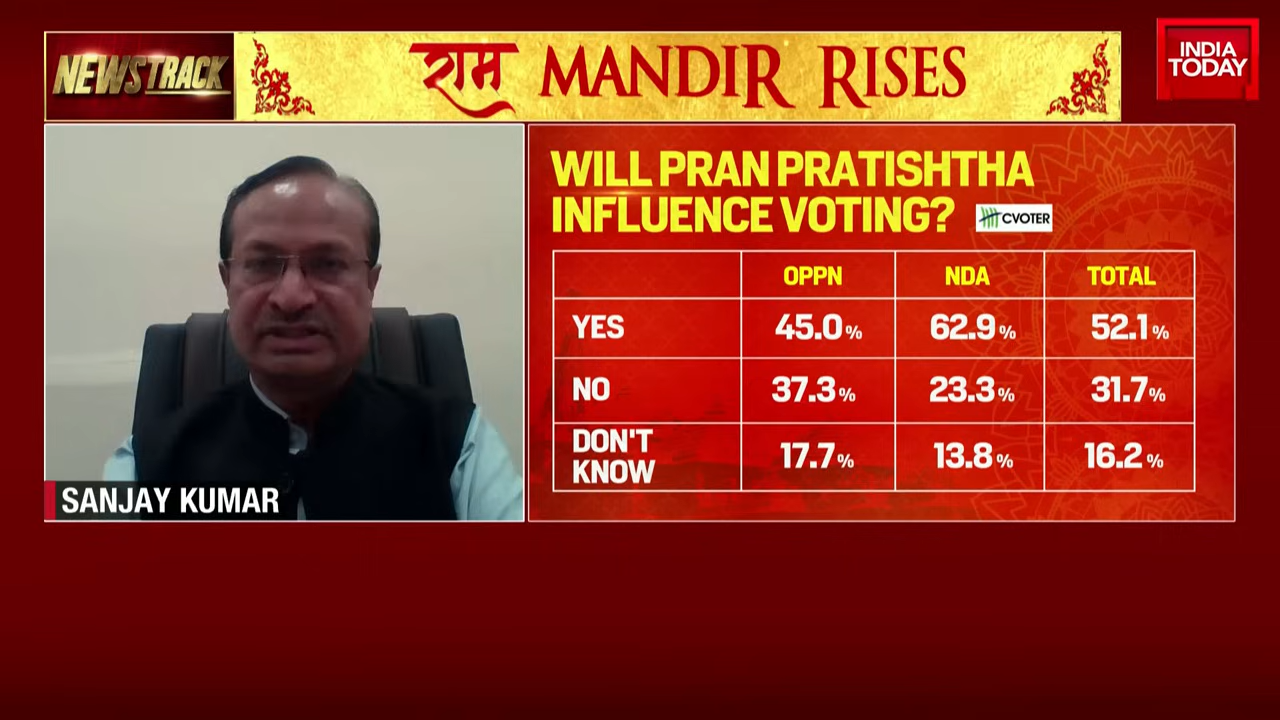 NEWSTRACK
राम MANDIR RISES
INDIA
TODAY
WILL PRAN PRATISHTHA
INFLUENCE VOTING?
CVOTER
OPPN NDA TOTAL
YES 45.0% 62.9% 52.1%
NO 37.3% 23.3% 31.7%
DON'T
KNOW 17.7% 13.8% 16.2%
SANJAY KUMAR